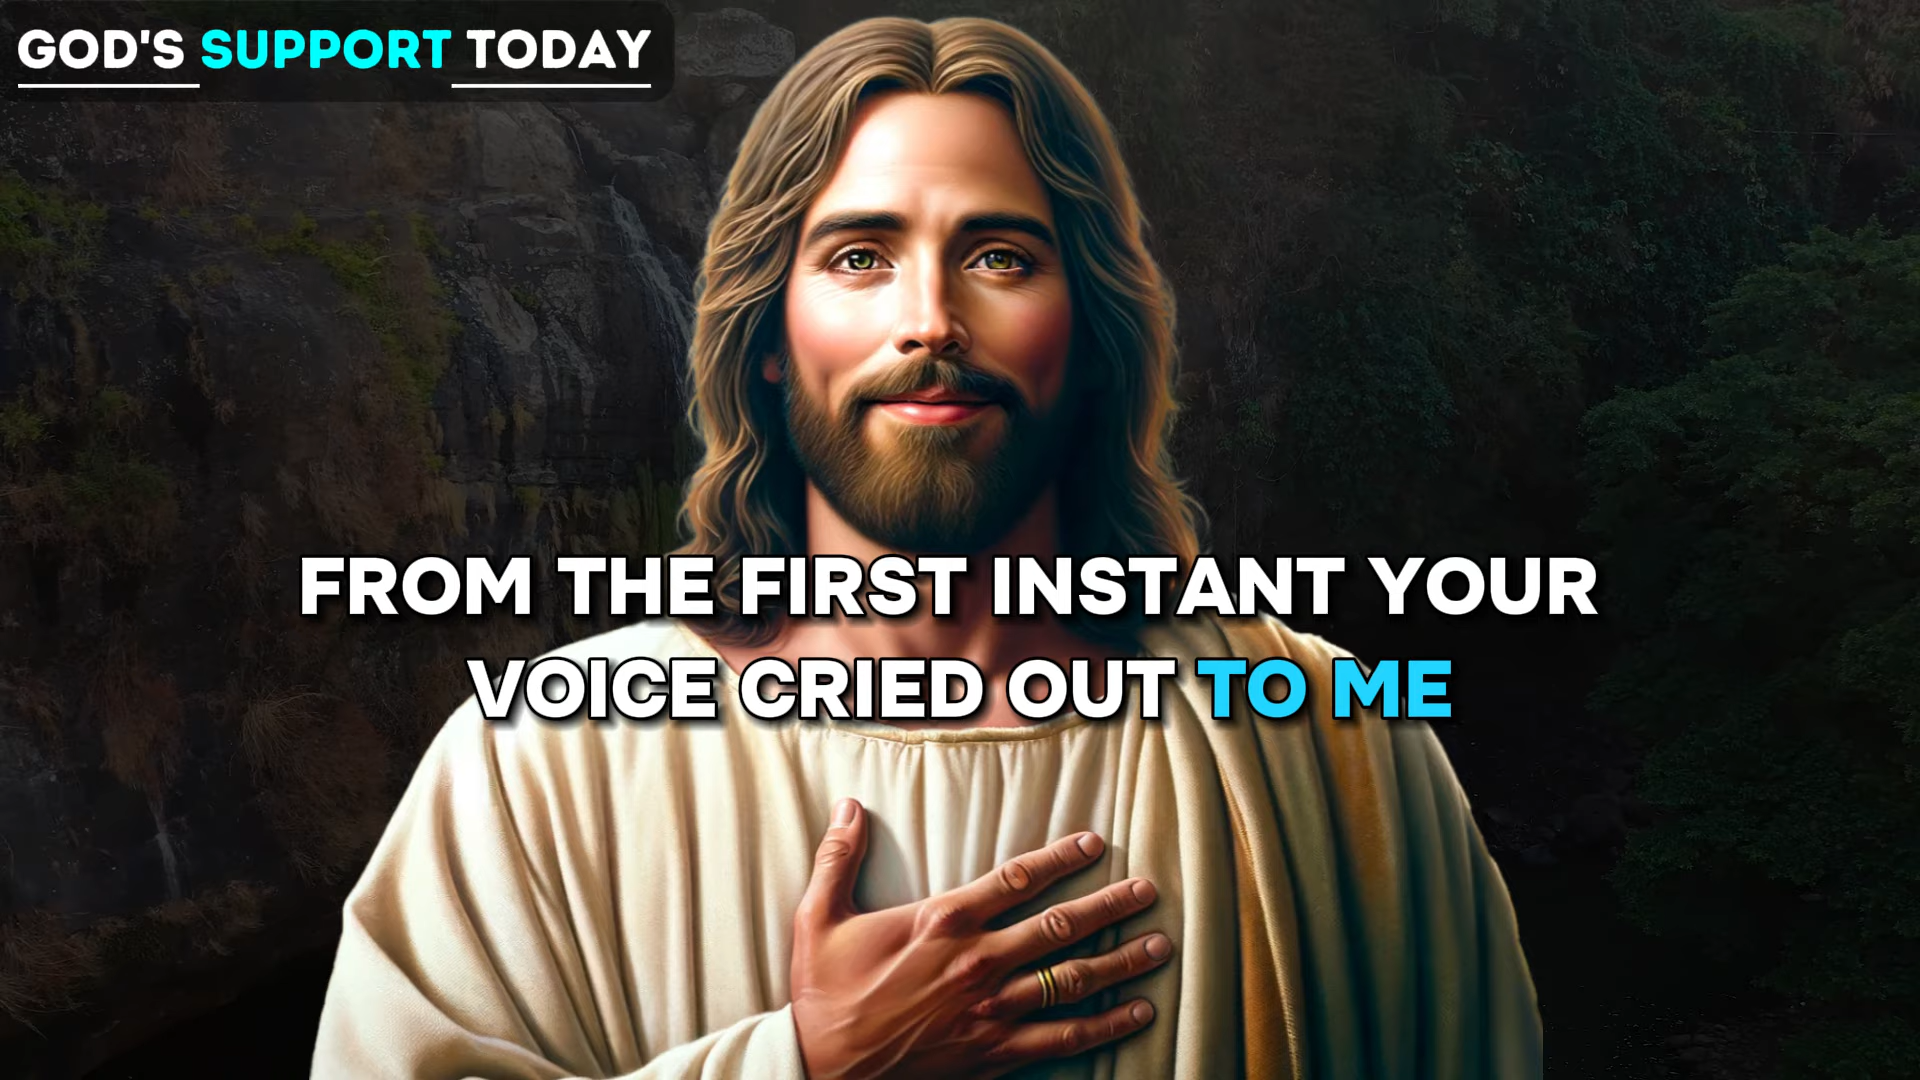 GOD'S SUPPORT TODAY
FROM THE FIRST INSTANT YOUR
VOICE CRIED OUT TO ME